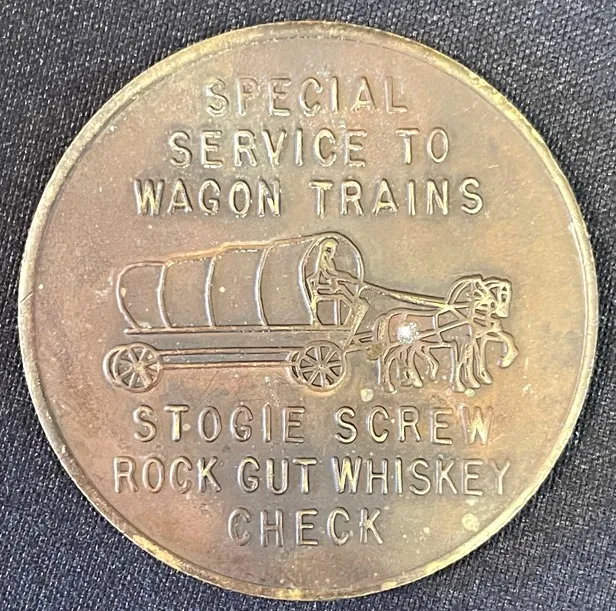 SPECIAL
SERVICE TO
WAGON TRAINS
STOGIE SCREW
ROCK GUT WHISKEY
CHECK